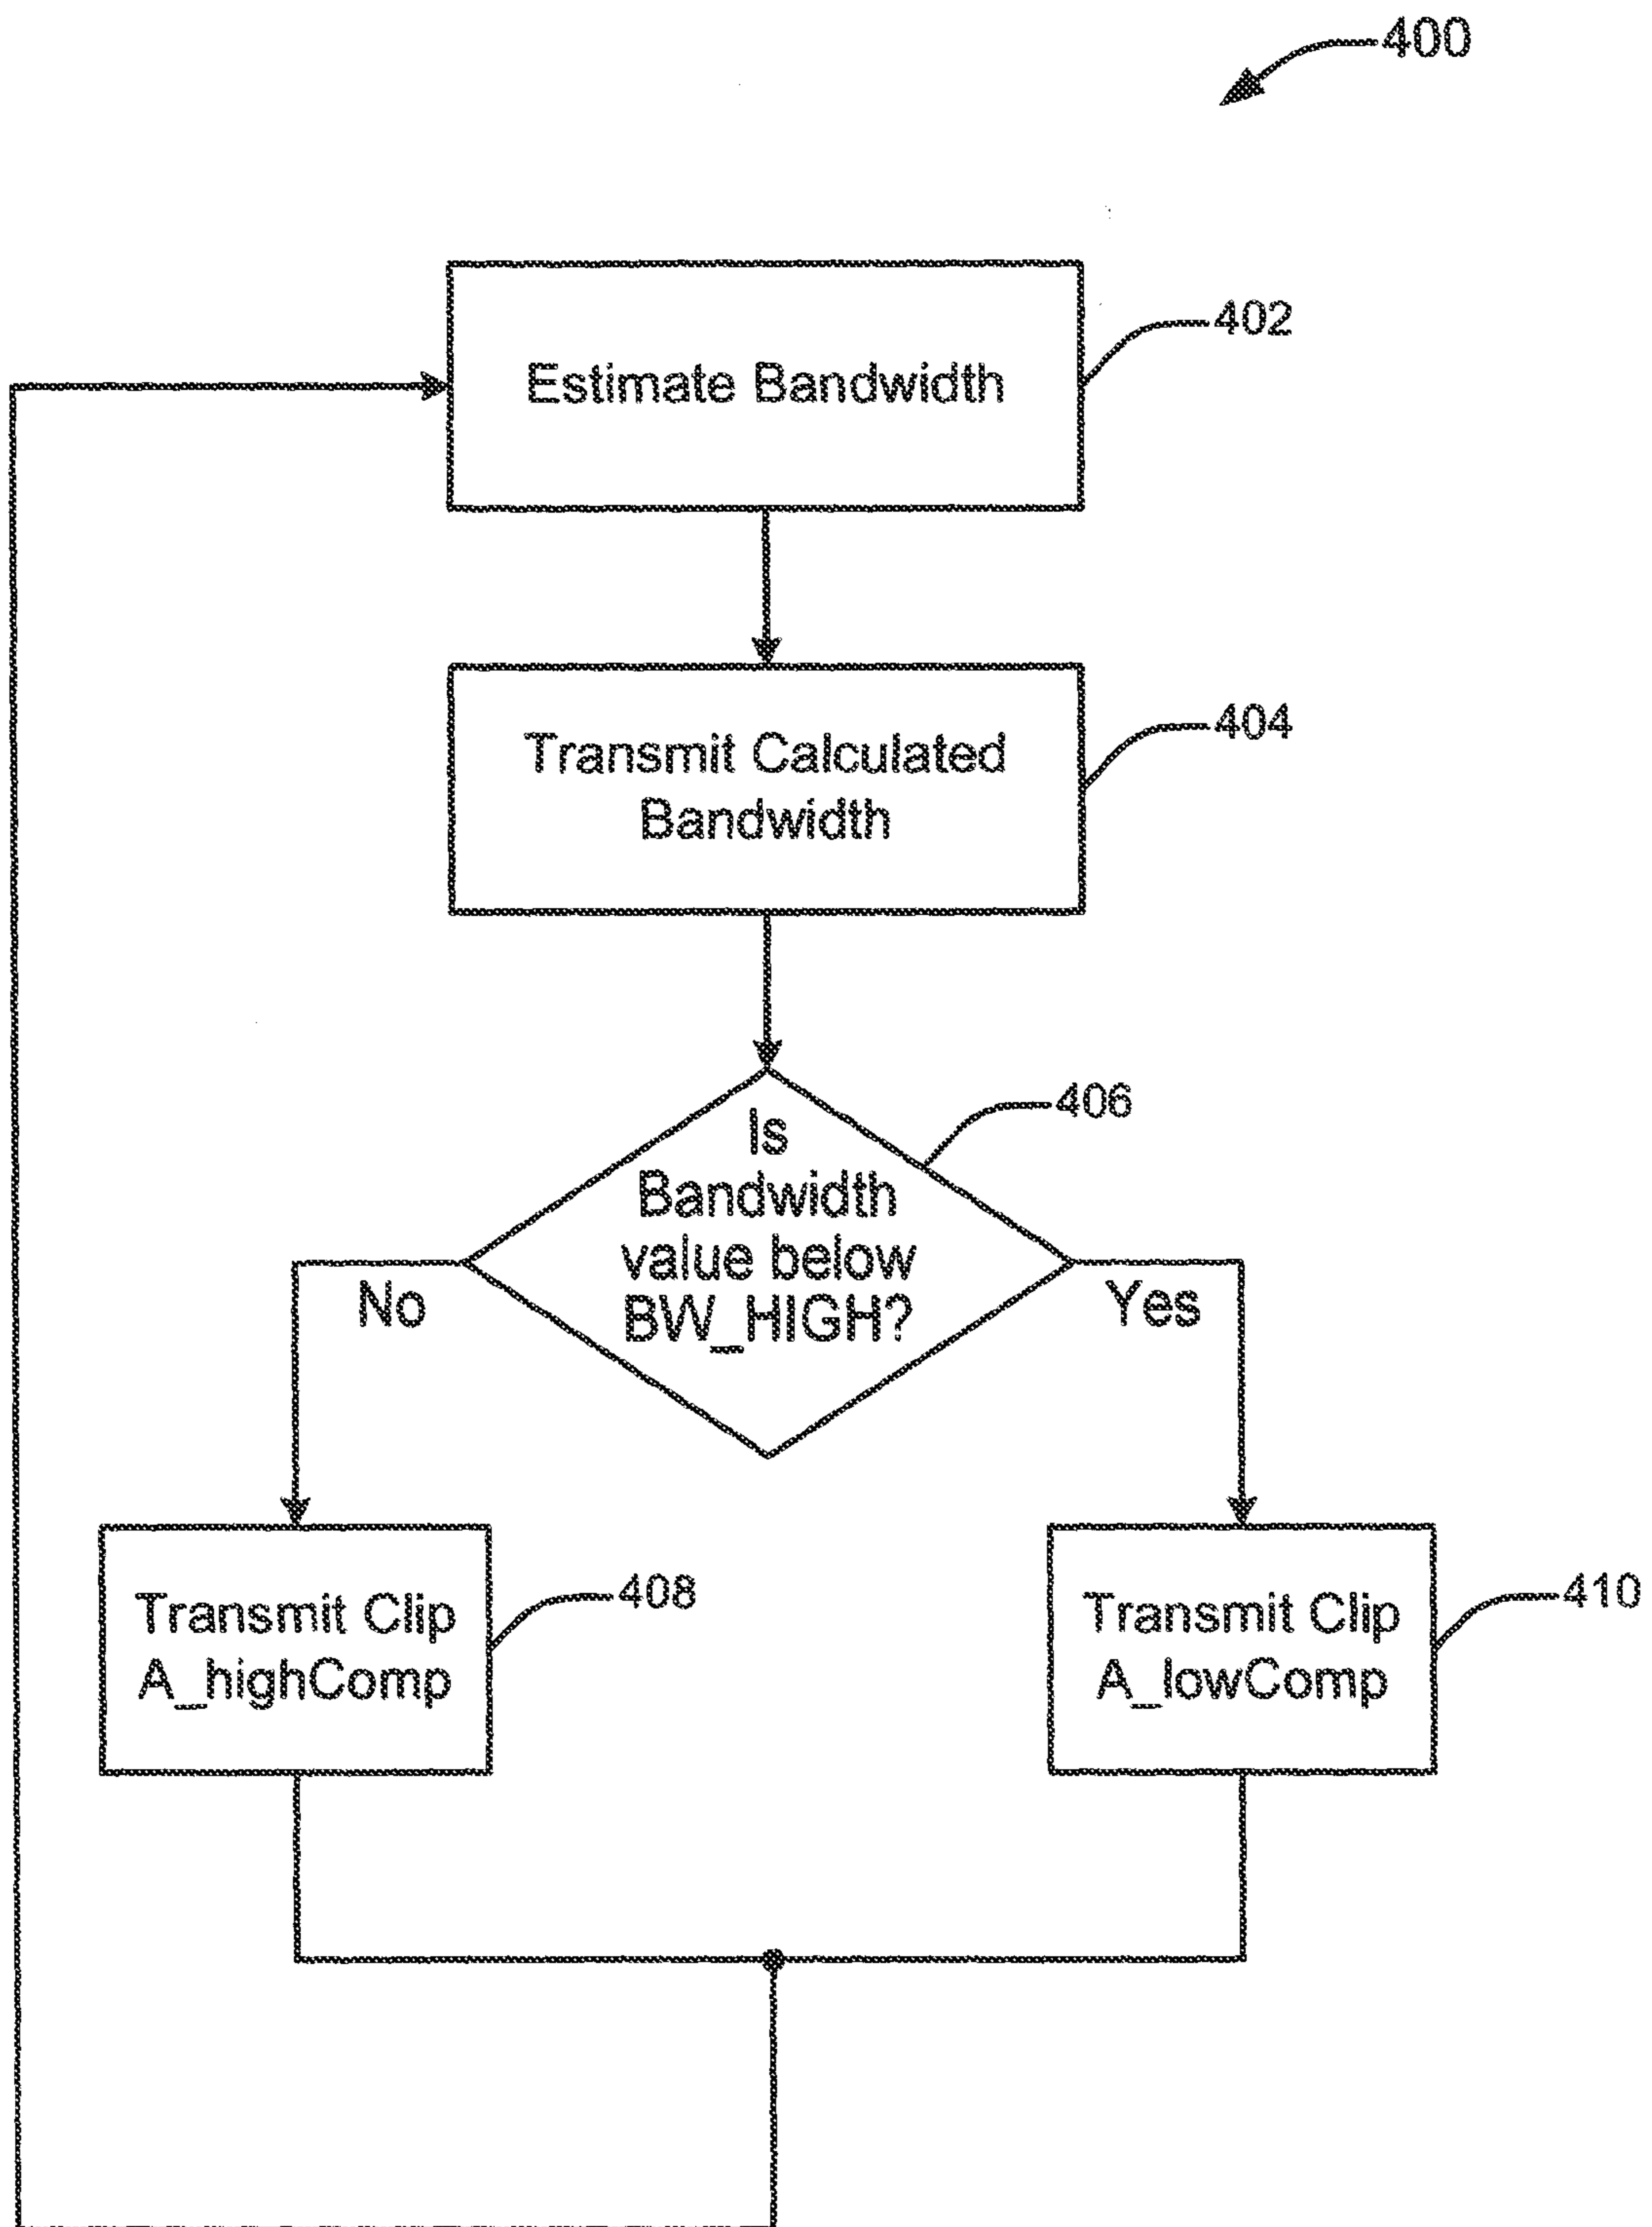 400
Estimate Bandwidth
402
Transmit Calculated
Bandwidth
404
Is
Bandwidth
value below
BW_HIGH?
406
No
Yes
Transmit Clip
A_highComp
408
Transmit Clip
A_lowComp
410